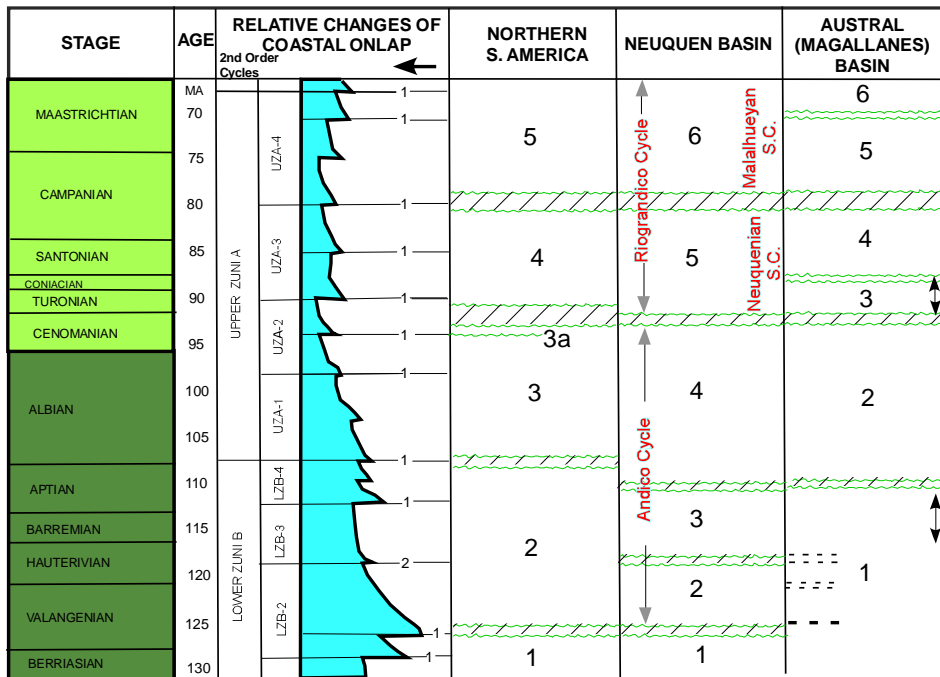 STAGE
AGE
RELATIVE CHANGES OF
COASTAL ONLAP
2nd Order
Cycles
NORTHERN
S. AMERICA
NEUQUEN BASIN
AUSTRAL
(MAGALLANES)
BASIN
MAASTRICHTIAN
CAMPANIAN
SANTONIAN
CONIACIAN
TURONIAN
CENOMANIAN
ALBIAN
APTIAN
BARREMIAN
HAUTERIVIAN
VALANGENIAN
BERRIASIAN
MA
70
75
80
85
90
95
100
105
110
115
120
125
130
UPPER ZUNI A
LOWER ZUNI B
UZA-4
UZA-3
UZA-2
UZA-1
LZB-4
LZB-3
LZB-2
1
1
1
1
1
1
1
1
1
2
1
1
5
4
3a
3
2
1
6
5
4
3
2
1
Riograndico Cycle
Andico Cycle
Malalhueyan
S.C.
Neuquenian
S.C.
6
5
4
3
2
1